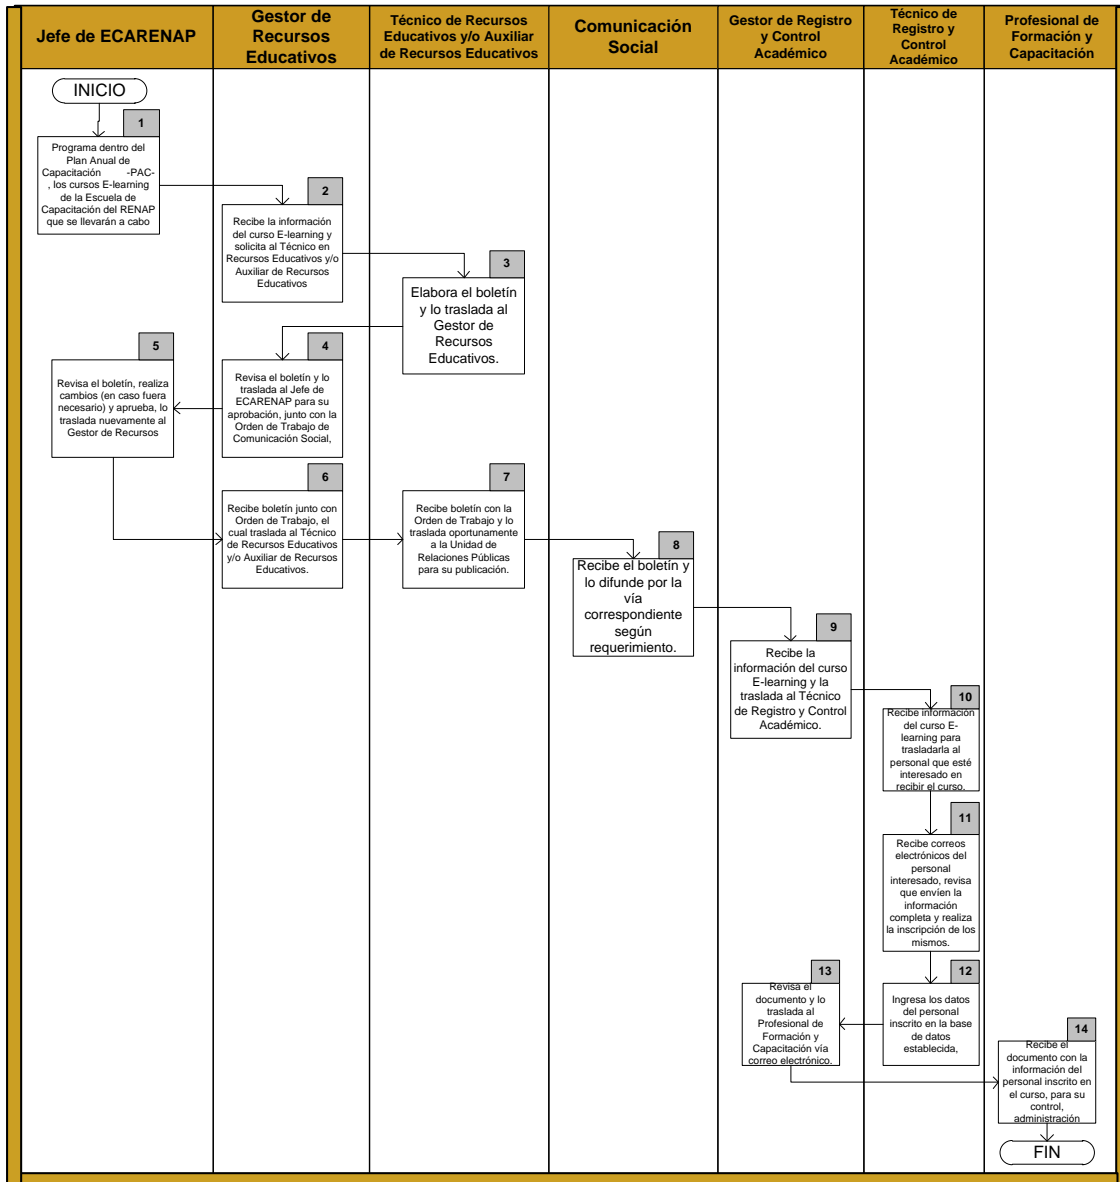 Jefe de ECARENAP
Gestor de
Recursos
Educativos
Técnico de Recursos
Educativos y/o Auxiliar
de Recursos Educativos
Comunicación
Social
Gestor de Registro
y Control
Académico
Técnico de
Registro y
Control
Académico
Profesional de
Formación y
Capacitación
INICIO
1
Programa dentro del
Plan Anual de
Capacitación -PAC-
, los cursos E-learning
de la Escuela de
Capacitación del RENAP
que se llevarán a cabo
2
Recibe la información
del curso E-learning y
solicita al Técnico en
Recursos Educativos y/o
Auxiliar de Recursos
Educativos
3
Elabora el boletín
y lo traslada al
Gestor de
Recursos
Educativos.
4
Revisa el boletín y lo
traslada al Jefe de
ECARENAP para su
aprobación, junto con la
Orden de Trabajo de
Comunicación Social,
5
Revisa el boletín, realiza
cambios (en caso fuera
necesario) y aprueba, lo
traslada nuevamente al
Gestor de Recursos
6
Recibe boletín junto con
Orden de Trabajo, el
cual traslada al Técnico
de Recursos Educativos
y/o Auxiliar de Recursos
Educativos.
7
Recibe boletín con la
Orden de Trabajo y lo
traslada oportunamente
a la Unidad de
Relaciones Públicas
para su publicación.
8
Recibe el boletín y
lo difunde por la
vía
correspondiente
según
requerimiento.
9
Recibe la
información del curso
E-learning y la
traslada al Técnico
de Registro y Control
Académico.
10
Recibe información
del curso E-
learning para
trasladarla al
personal que esté
interesado en
recibir el curso.
11
Recibe correos
electrónicos del
personal
interesado, revisa
que envíen la
información
completa y realiza
la inscripción de los
mismos.
12
Ingresa los datos
del personal
inscrito en la base
de datos
establecida,
13
Revisa el
documento y lo
traslada al
Profesional de
Formación y
Capacitación vía
correo electrónico.
14
Recibe el
documento con la
información del
personal inscrito en
el curso, para su
control,
administración
FIN